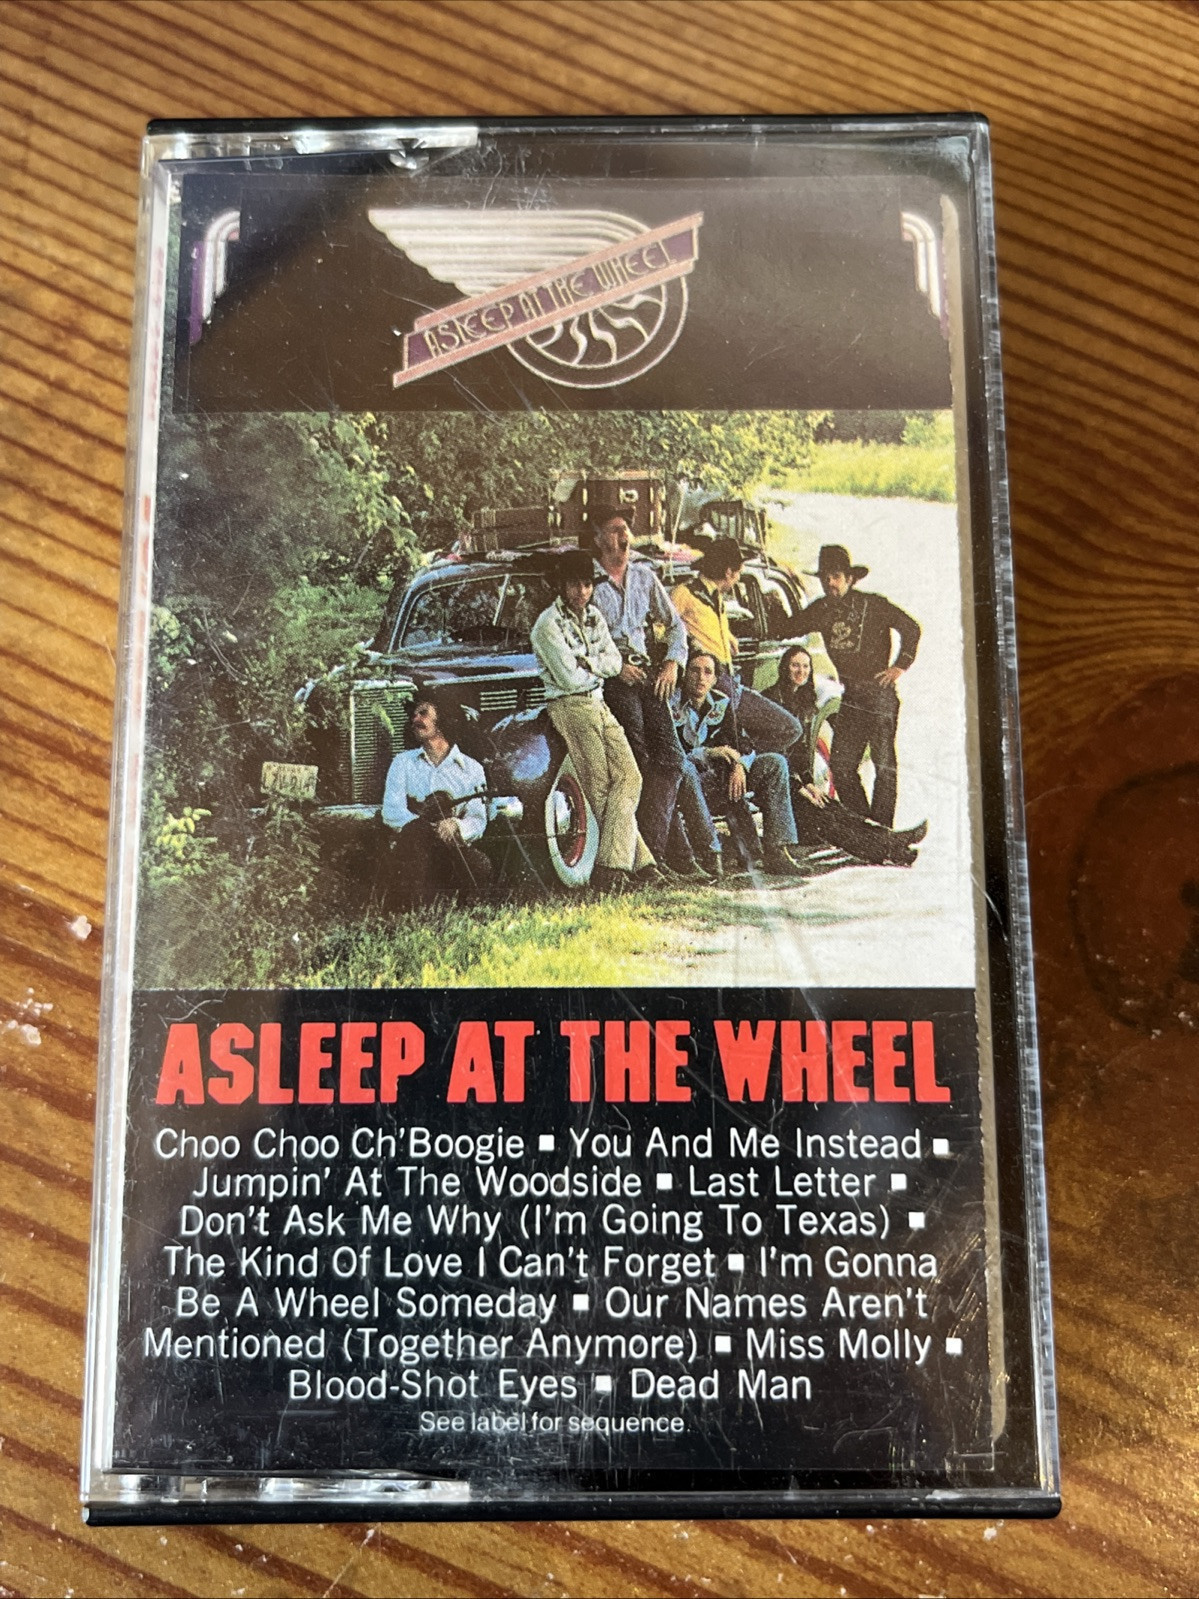 ASLEEP AT THE WHEEL
ASLEEP AT THE WHEEL
Choo Choo Ch'Boogie ▪ You And Me Instead ▪
Jumpin' At The Woodside ▪ Last Letter ▪
Don't Ask Me Why (I'm Going To Texas) ▪
The Kind Of Love I Can't Forget ▪ I'm Gonna
Be A Wheel Someday ▪ Our Names Aren't
Mentioned (Together Anymore) ▪ Miss Molly ▪
Blood-Shot Eyes ▪ Dead Man
See label for sequence.